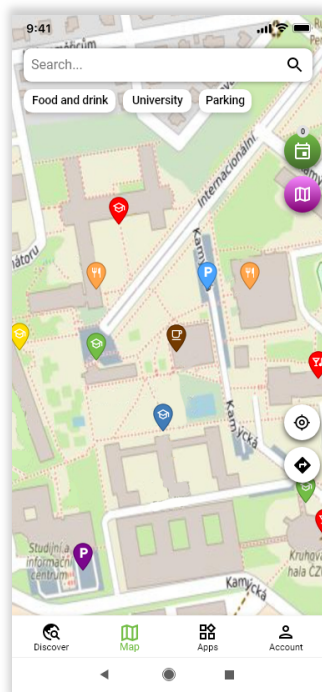 9:41
Search...
Food and drink
University
Parking
0
Internacionální
Kamýcká
Kamýcká
Studijní a
informační
centrum
Kruhová
hala ČZ
Kamýcká
Discover
Map
Apps
Account